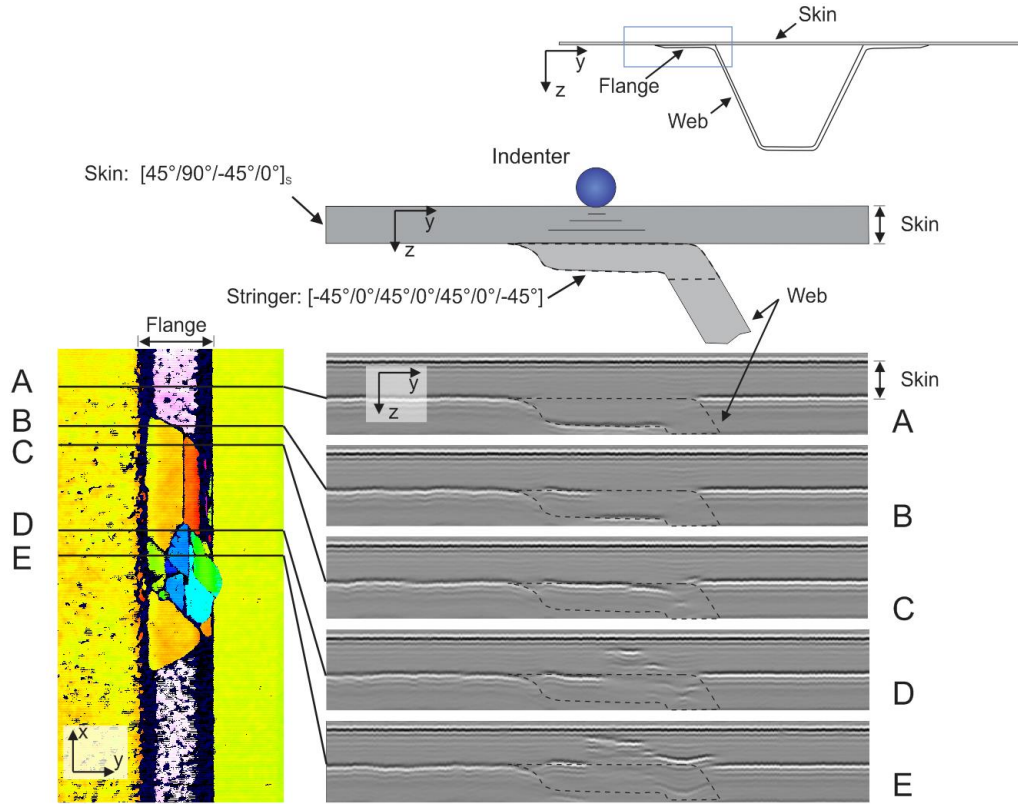 Skin
y
z
Flange
Web
Indenter
Skin: [45°/90°/-45°/0°]s
y
z
Skin
Stringer: [-45°/0°/45°/0°/45°/0°/-45°]
Web
Flange
A
B
C
D
E
x
y
y
z
Skin
A
B
C
D
E